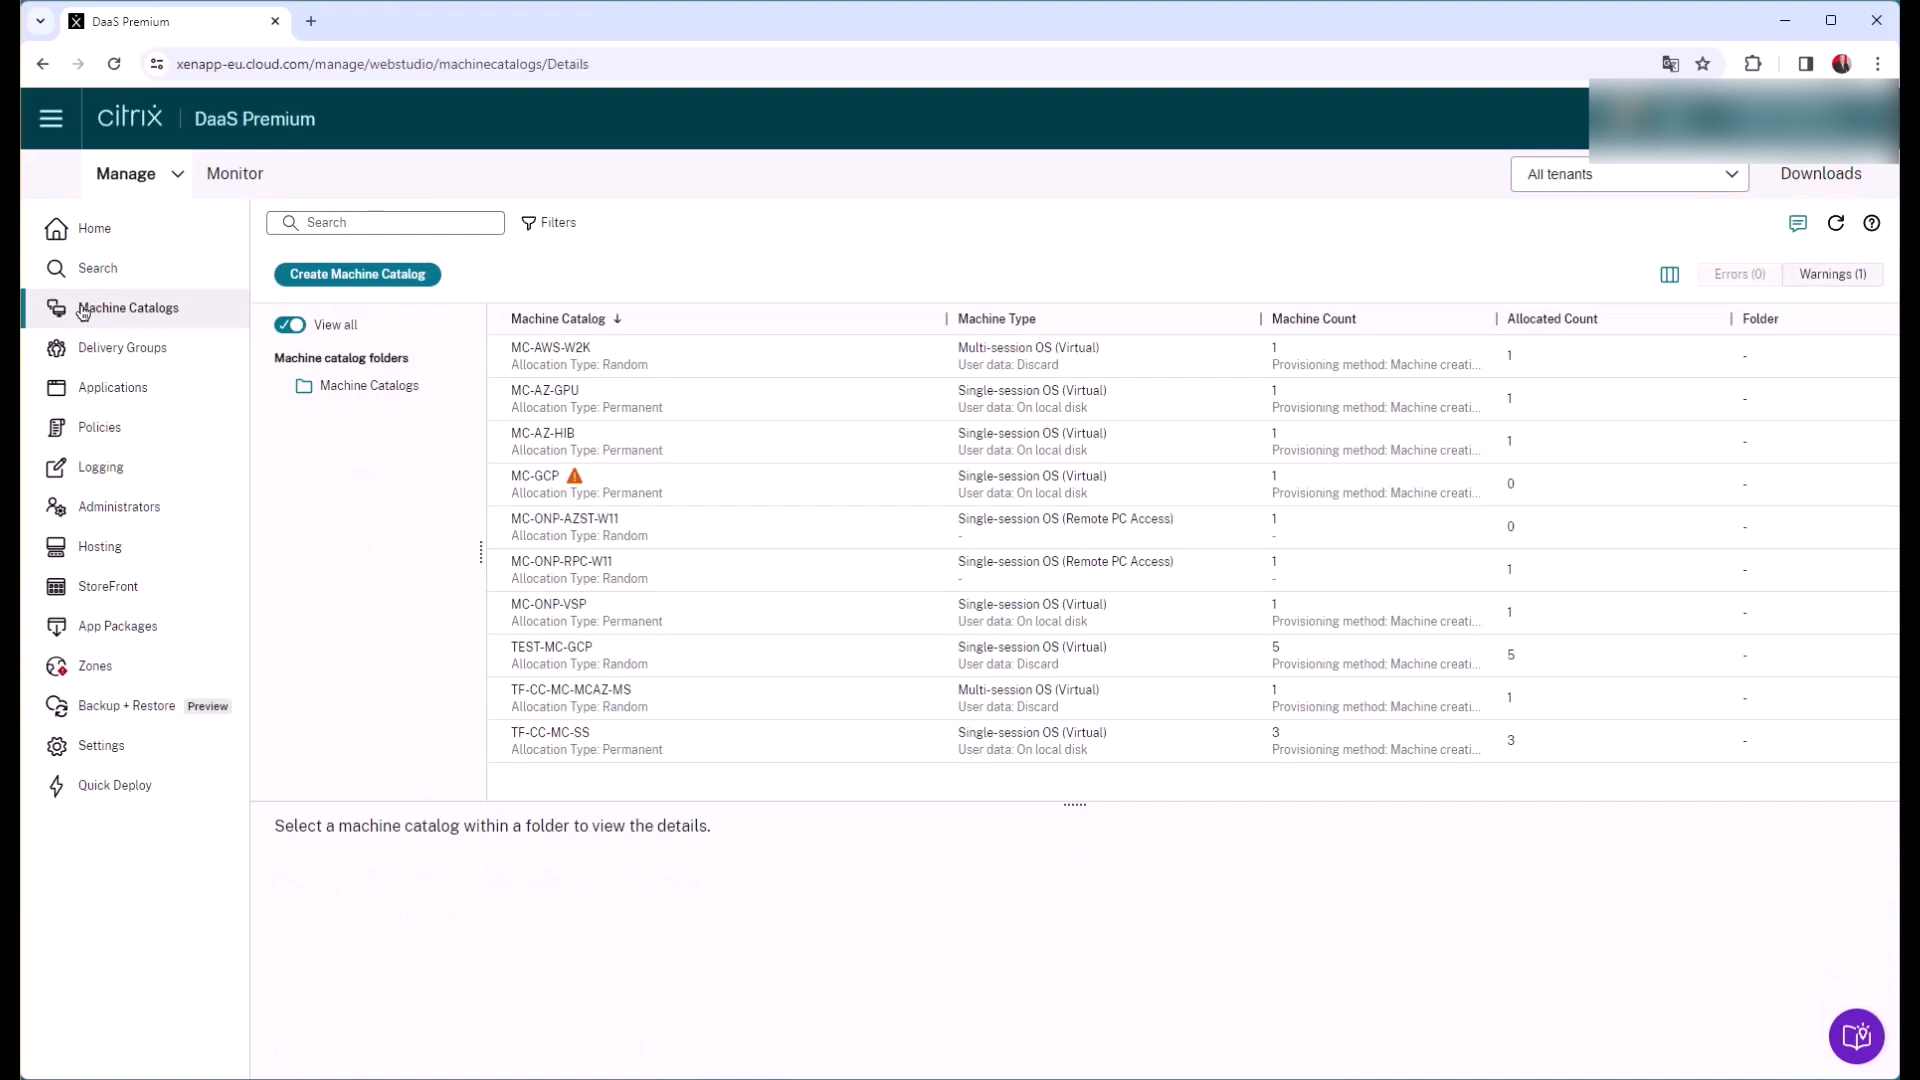 DaaS Premium
xenapp-eu.cloud.com/manage/webstudio/machinecatalogs/Details
citrix DaaS Premium
Manage Monitor All tenants Downloads
Home
Search
Machine Catalogs
Delivery Groups
Applications
Policies
Logging
Administrators
Hosting
StoreFront
App Packages
Zones
Backup + Restore Preview
Settings
Quick Deploy
Search Filters
Create Machine Catalog Errors (0) Warnings (1)
View all
Machine catalog folders
Machine Catalogs
Machine Catalog Machine Type Machine Count Allocated Count Folder
MC-AWS-W2K Multi-session OS (Virtual) 1 1 -
Allocation Type: Random User data: Discard Provisioning method: Machine creati...
MC-AZ-GPU Single-session OS (Virtual) 1 1 -
Allocation Type: Permanent User data: On local disk Provisioning method: Machine creati...
MC-AZ-HIB Single-session OS (Virtual) 1 1 -
Allocation Type: Permanent User data: On local disk Provisioning method: Machine creati...
MC-GCP Single-session OS (Virtual) 1 0 -
Allocation Type: Permanent User data: On local disk Provisioning method: Machine creati...
MC-ONP-AZST-W11 Single-session OS (Remote PC Access) 1 0 -
Allocation Type: Random - -
MC-ONP-RPC-W11 Single-session OS (Remote PC Access) 1 1 -
Allocation Type: Random - -
MC-ONP-VSP Single-session OS (Virtual) 1 1 -
Allocation Type: Permanent User data: On local disk Provisioning method: Machine creati...
TEST-MC-GCP Single-session OS (Virtual) 5 5 -
Allocation Type: Random User data: Discard Provisioning method: Machine creati...
TF-CC-MC-MCAZ-MS Multi-session OS (Virtual) 1 1 -
Allocation Type: Random User data: Discard Provisioning method: Machine creati...
TF-CC-MC-SS Single-session OS (Virtual) 3 3 -
Allocation Type: Permanent User data: On local disk Provisioning method: Machine creati...
Select a machine catalog within a folder to view the details.